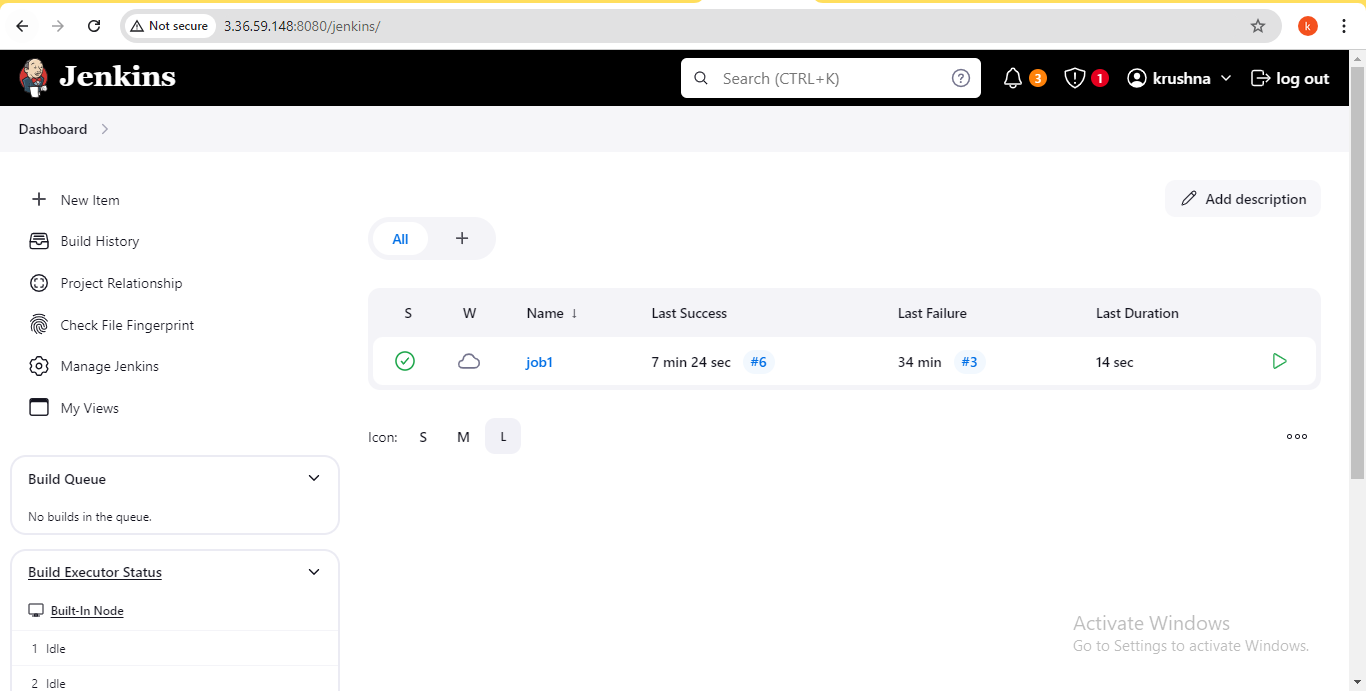 Not secure 3.36.59.148:8080/jenkins/ k
Jenkins Search (CTRL+K) ? 3 1 krushna log out
Dashboard
New Item
Build History
Project Relationship
Check File Fingerprint
Manage Jenkins
My Views
Build Queue
No builds in the queue.
Build Executor Status
Built-In Node
1 Idle
2 Idle
Add description
All +
S W Name ↓ Last Success Last Failure Last Duration
job1 7 min 24 sec #6 34 min #3 14 sec
Icon: S M L
Activate Windows
Go to Settings to activate Windows.